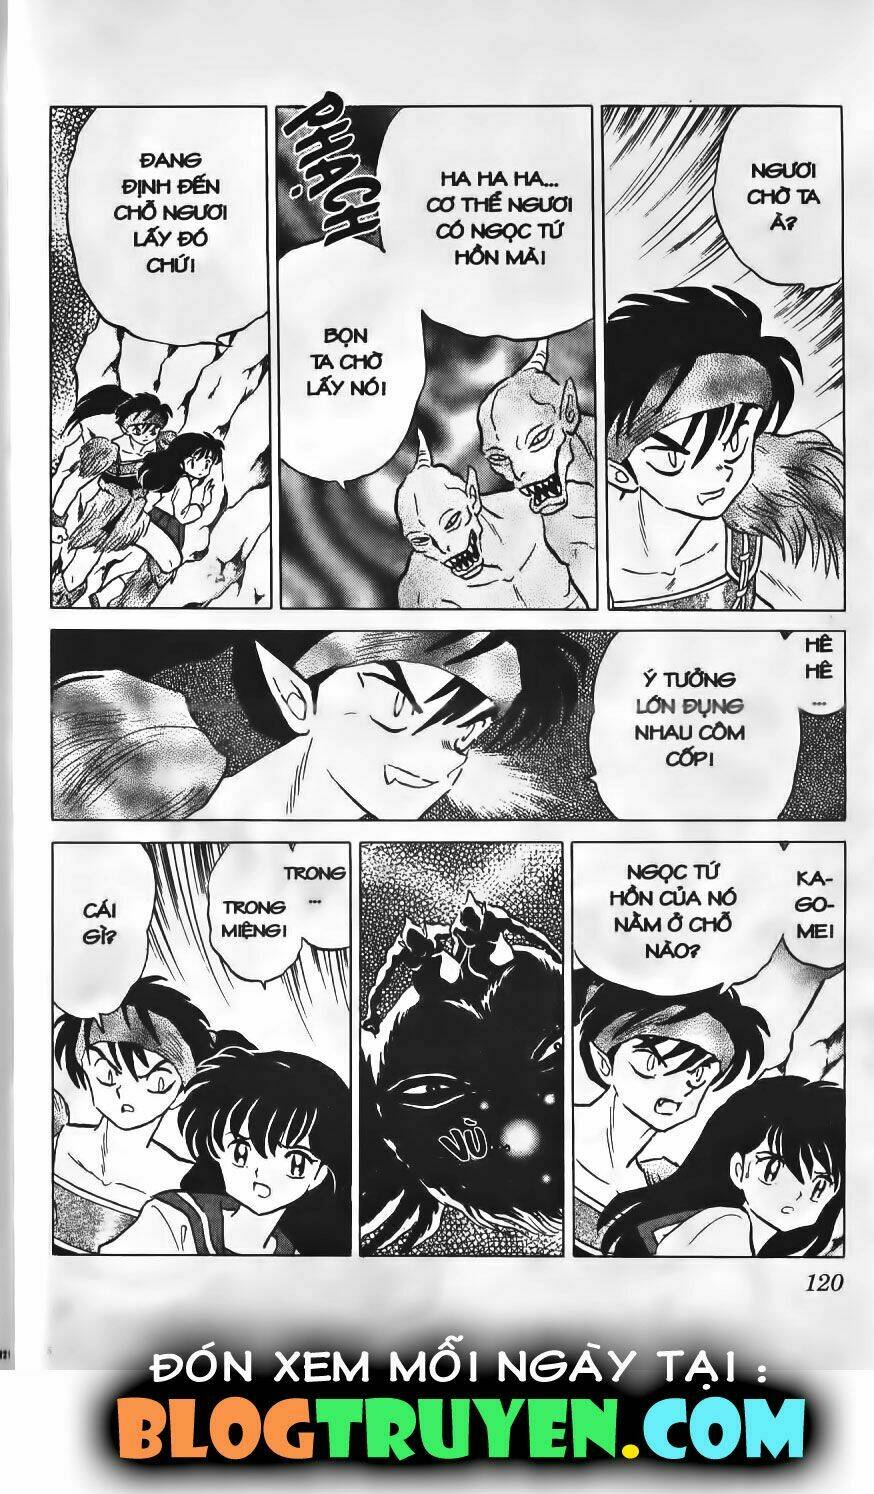 NGƯƠI
CHỜ TA
À?
HA HA HA...
CƠ THỂ NGƯƠI
CÓ NGỌC TỨ
HỒN MÀ!
BỌN
TA CHỜ
LẤY NÓ!
PHẠCH
ĐANG
ĐỊNH ĐẾN
CHỖ NGƯƠI
LẤY ĐÓ
CHỨ!
HÊ
HÊ
...
Ý TƯỞNG
LỚN ĐỤNG
NHAU CÔM
CỐP!
KA-
GO-
ME!
NGỌC TỨ
HỒN CỦA NÓ
NẰM Ở CHỖ
NÀO?
VÙ
TRONG
...
TRONG
MIỆNG!
CÁI
GÌ?
120
121
ĐÓN XEM MỖI NGÀY TẠI :
BLOGTRUYEN.COM